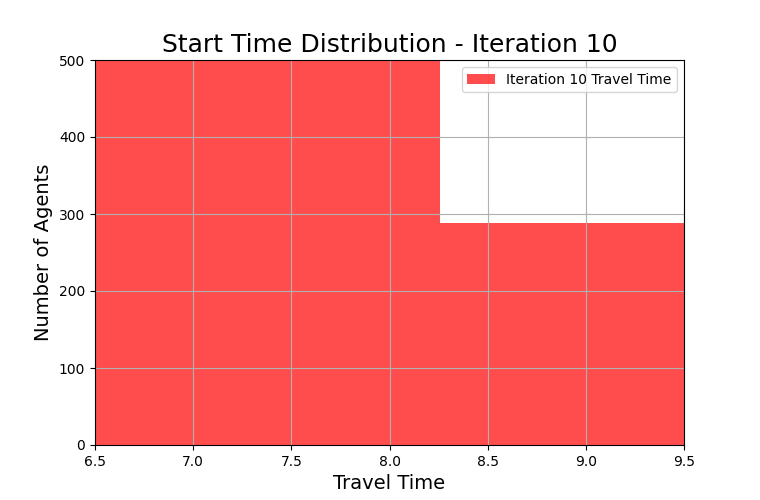 Start Time Distribution - Iteration 10
Iteration 10 Travel Time
Number of Agents
500
400
300
200
100
0
6.5 7.0 7.5 8.0 8.5 9.0 9.5
Travel Time